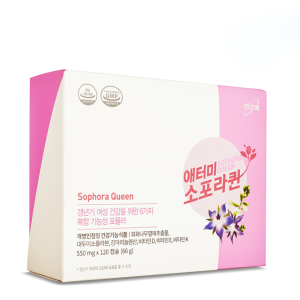 GMP
atomy
애터미
소포라퀸
Sophora Queen
갱년기 여성 건강을 위한 6가지
복합 기능성 포뮬러
개별인정형 건강기능식품 | 회화나무열매추출물,
대두이소플라본, 감마리놀렌산, 비타민 D, 비타민 E, 비타민 K
550 mg x 120 캡슐 (66 g)